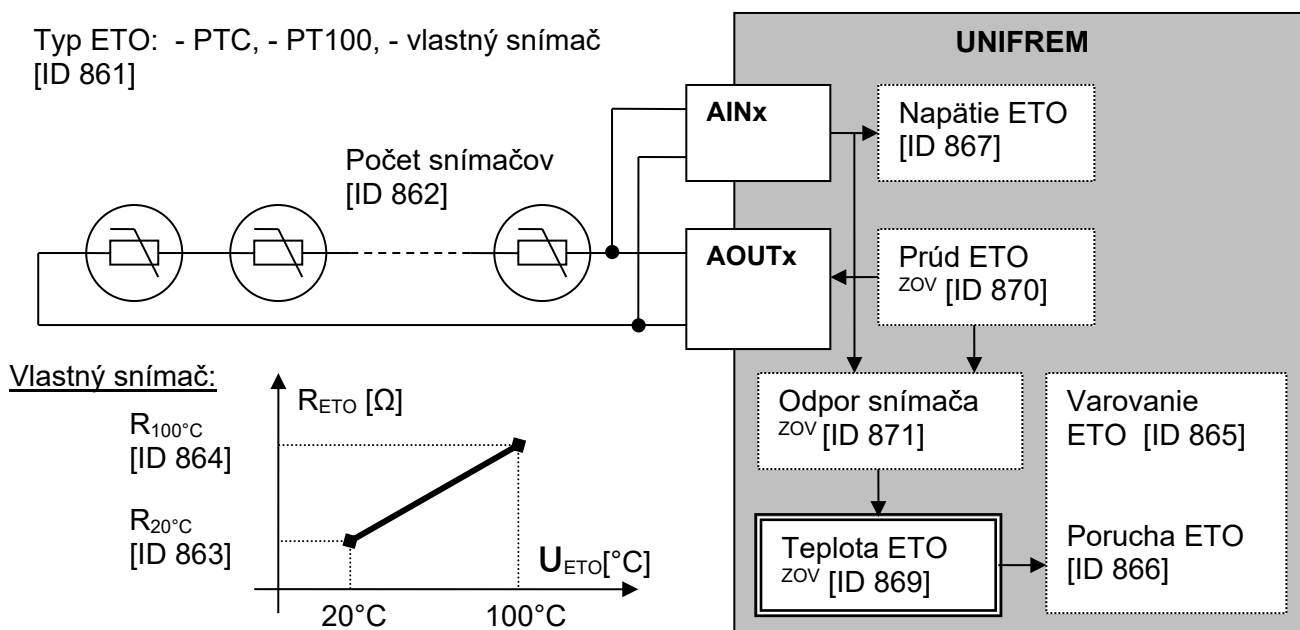 Typ ETO:  - PTC, - PT100, - vlastný snímač
[ID 861]
UNIFREM
AINx
Napätie ETO
[ID 867]
Počet snímačov
[ID 862]
AOUTx
Prúd ETO
ZOV [ID 870]
Vlastný snímač:
RETO [Ω]
R100°C
[ID 864]
R20°C
[ID 863]
UETO[°C]
20°C
100°C
Odpor snímača
ZOV [ID 871]
Varovanie
ETO  [ID 865]
Teplota ETO
ZOV [ID 869]
Porucha ETO
[ID 866]